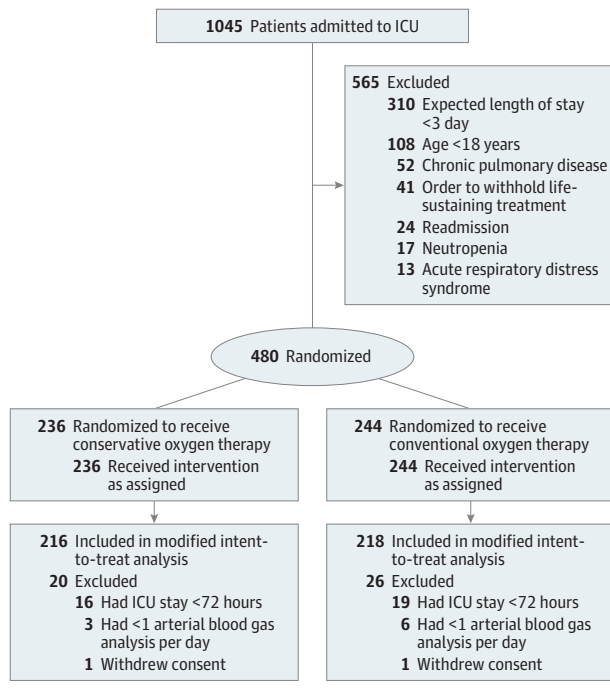 1045 Patients admitted to ICU
565 Excluded
310 Expected length of stay
<3 day
108 Age <18 years
52 Chronic pulmonary disease
41 Order to withhold life-
sustaining treatment
24 Readmission
17 Neutropenia
13 Acute respiratory distress
syndrome
480 Randomized
236 Randomized to receive
conservative oxygen therapy
236 Received intervention
as assigned
244 Randomized to receive
conventional oxygen therapy
244 Received intervention
as assigned
216 Included in modified intent-
to-treat analysis
20 Excluded
16 Had ICU stay <72 hours
3 Had <1 arterial blood gas
analysis per day
1 Withdrew consent
218 Included in modified intent-
to-treat analysis
26 Excluded
19 Had ICU stay <72 hours
6 Had <1 arterial blood gas
analysis per day
1 Withdrew consent